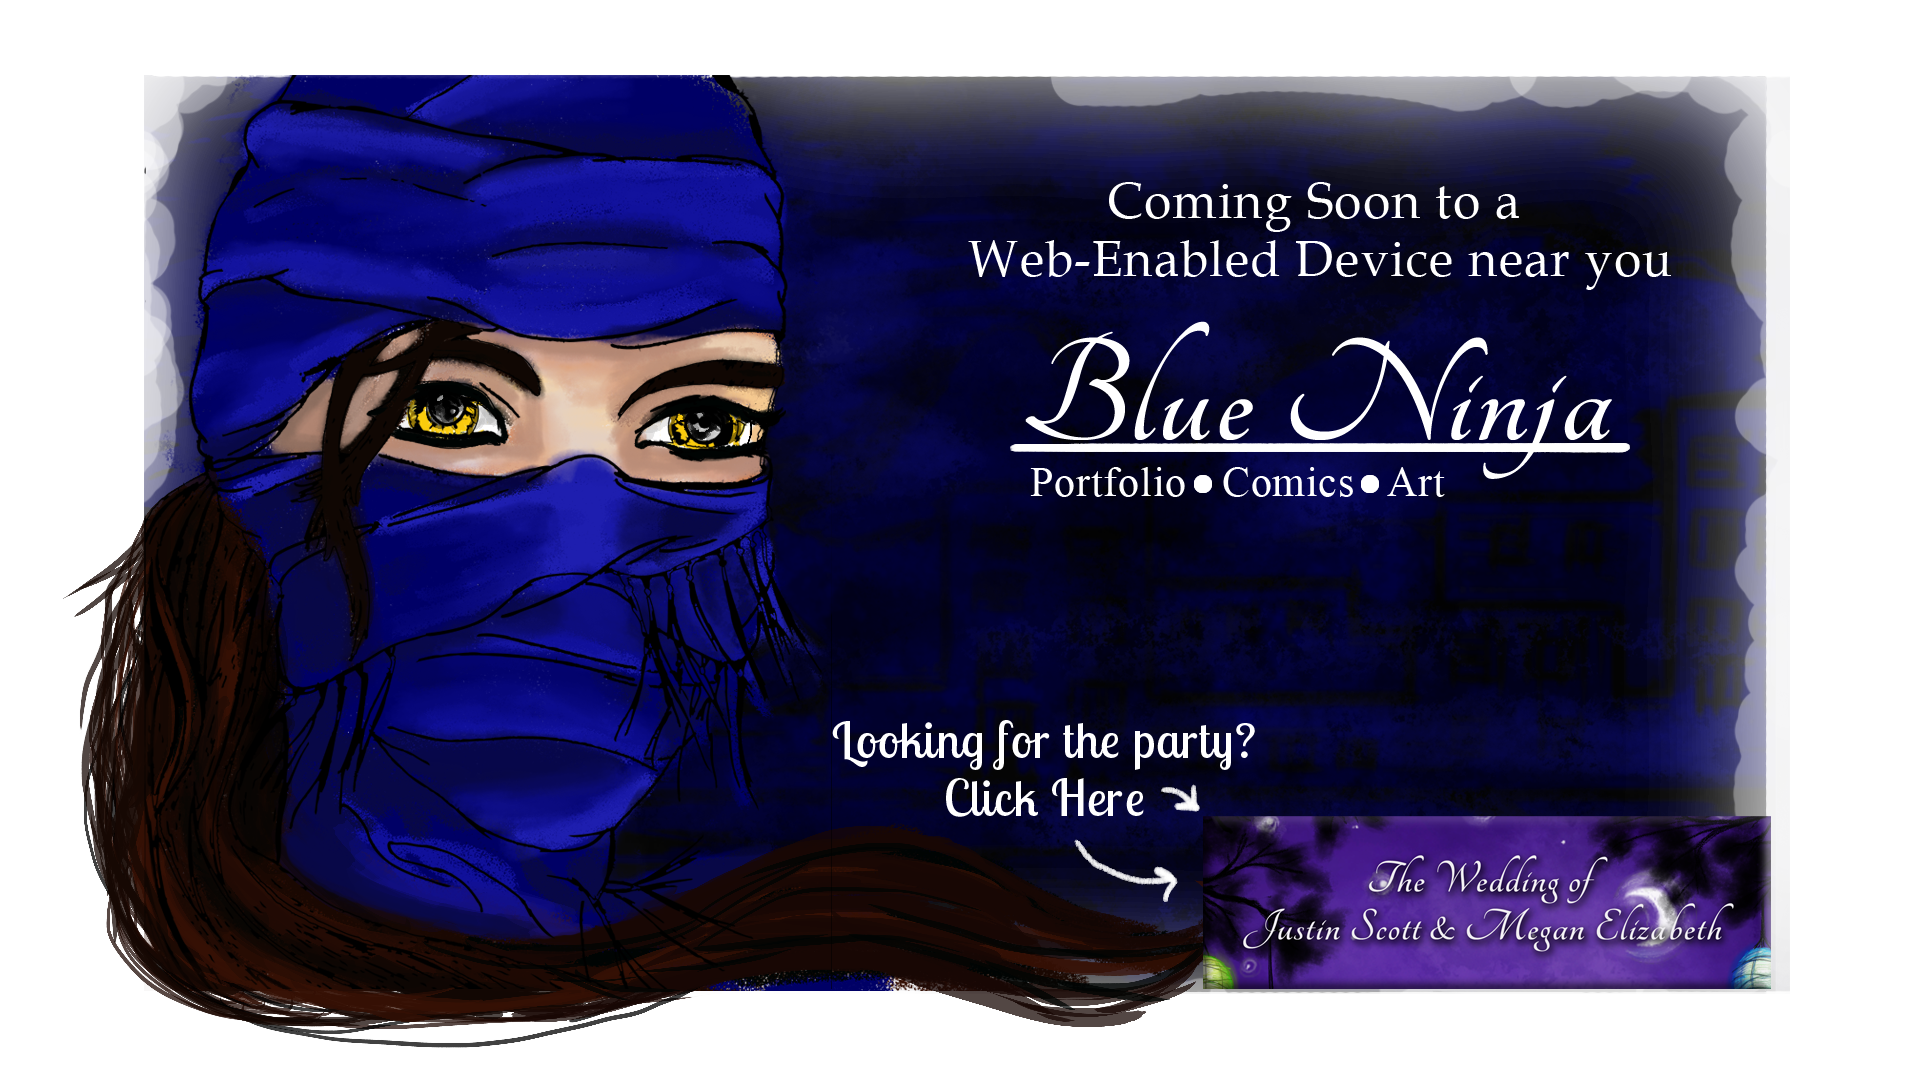 Coming Soon to a
Web-Enabled Device near you
Blue Ninja
Portfolio • Comics • Art
Looking for the party?
Click Here
The Wedding of
Justin Scott & Megan Elizabeth